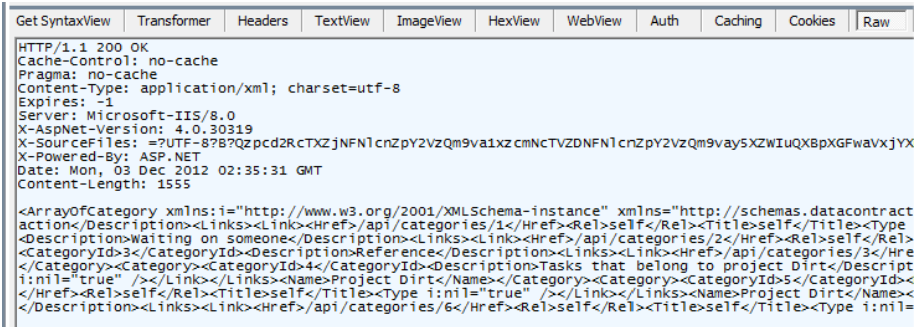 Get SyntaxView Transformer Headers TextView ImageView HexView WebView Auth Caching Cookies Raw
HTTP/1.1 200 OK
Cache-Control: no-cache
Pragma: no-cache
Content-Type: application/xml; charset=utf-8
Expires: -1
Server: Microsoft-IIS/8.0
X-AspNet-Version: 4.0.30319
X-SourceFiles: =?UTF-8?B?Qzpcd2RcTXZjNFNlcnZpY2VzQm9va1xzcmNcTVZDNFNlcnZpY2VzQm9vay5XZWIuQXBpXGFwaVxjYX
X-Powered-By: ASP.NET
Date: Mon, 03 Dec 2012 02:35:31 GMT
Content-Length: 1555
<ArrayOfCategory xmlns:i="http://www.w3.org/2001/XMLSchema-instance" xmlns="http://schemas.datacontract
action</Description><Links><Link><Href>/api/categories/1</Href><Rel>self</Rel><Title>self</Title><Type
<Description>Waiting on someone</Description><Links><Link><Href>/api/categories/2</Href><Rel>self</Rel>
<CategoryId>3</CategoryId><Description>Reference</Description><Links><Link><Href>/api/categories/3</Hre
</Category><Category><CategoryId>4</CategoryId><Description>Tasks that belong to project Dirt</Descript
i:nil="true" /></Link></Links><Name>Project Dirt</Name></Category><Category><CategoryId>5</CategoryId><
</Href><Rel>self</Rel><Title>self</Title><Type i:nil="true" /></Link></Links><Name>Project Dirt</Name><
</Description><Links><Link><Href>/api/categories/6</Href><Rel>self</Rel><Title>self</Title><Type i:nil=